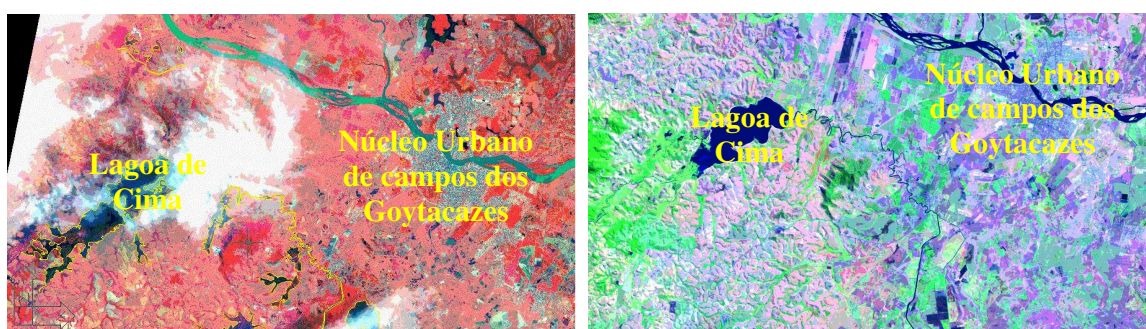 Lagoa de
Cima
Núcleo Urbano
de campos dos
Goytacazes
Lagoa de
Cima
Núcleo Urbano
de campos dos
Goytacazes